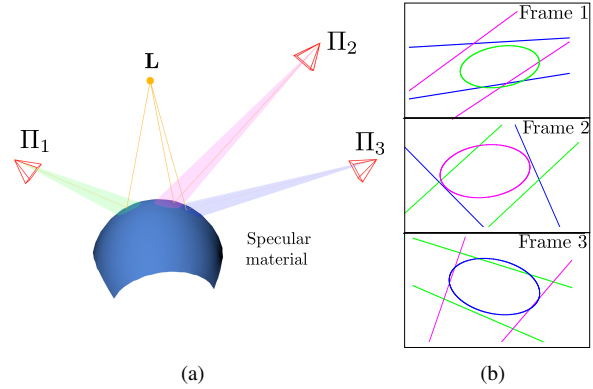 L
Π₁
Π₂
Π₃
Specular
material
(a)
Frame 1
Frame 2
Frame 3
(b)